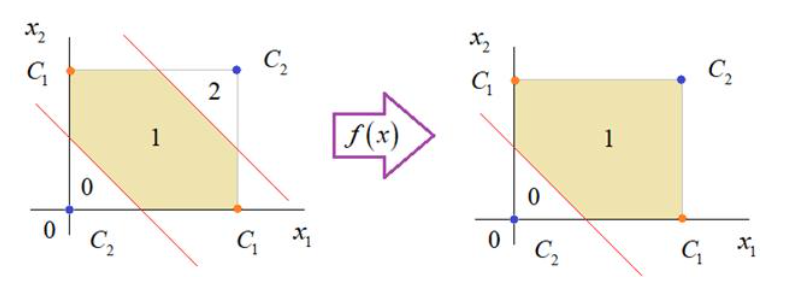 x₂
C₁
C₂
2
1
0
0
C₂
C₁
x₁
f(x)
x₂
C₁
C₂
1
0
0
C₂
C₁
x₁